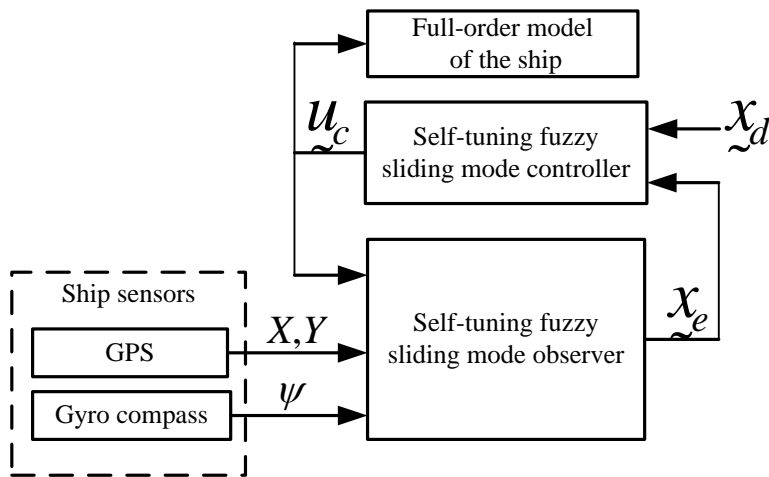 Full-order model
of the ship
u_c
Self-tuning fuzzy
sliding mode controller
x_d
Ship sensors
GPS
X,Y
Gyro compass
ψ
Self-tuning fuzzy
sliding mode observer
x_e